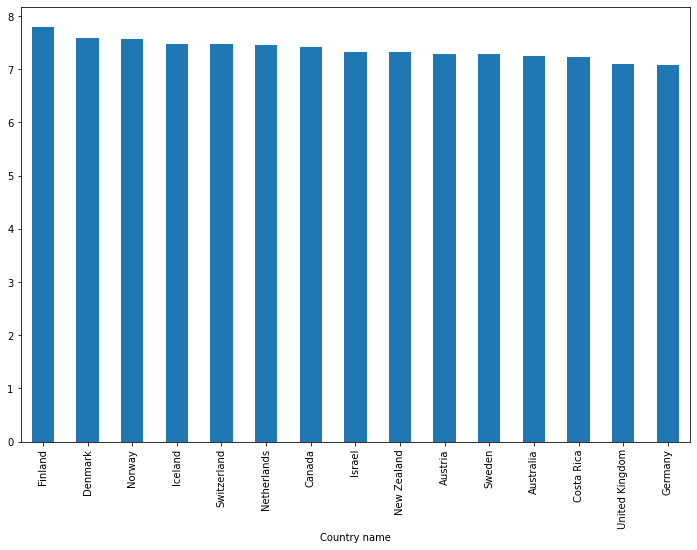 8
7
6
5
4
3
2
1
0
Finland
Denmark
Norway
Iceland
Switzerland
Netherlands
Canada
Israel
New Zealand
Austria
Sweden
Australia
Costa Rica
United Kingdom
Germany
Country name